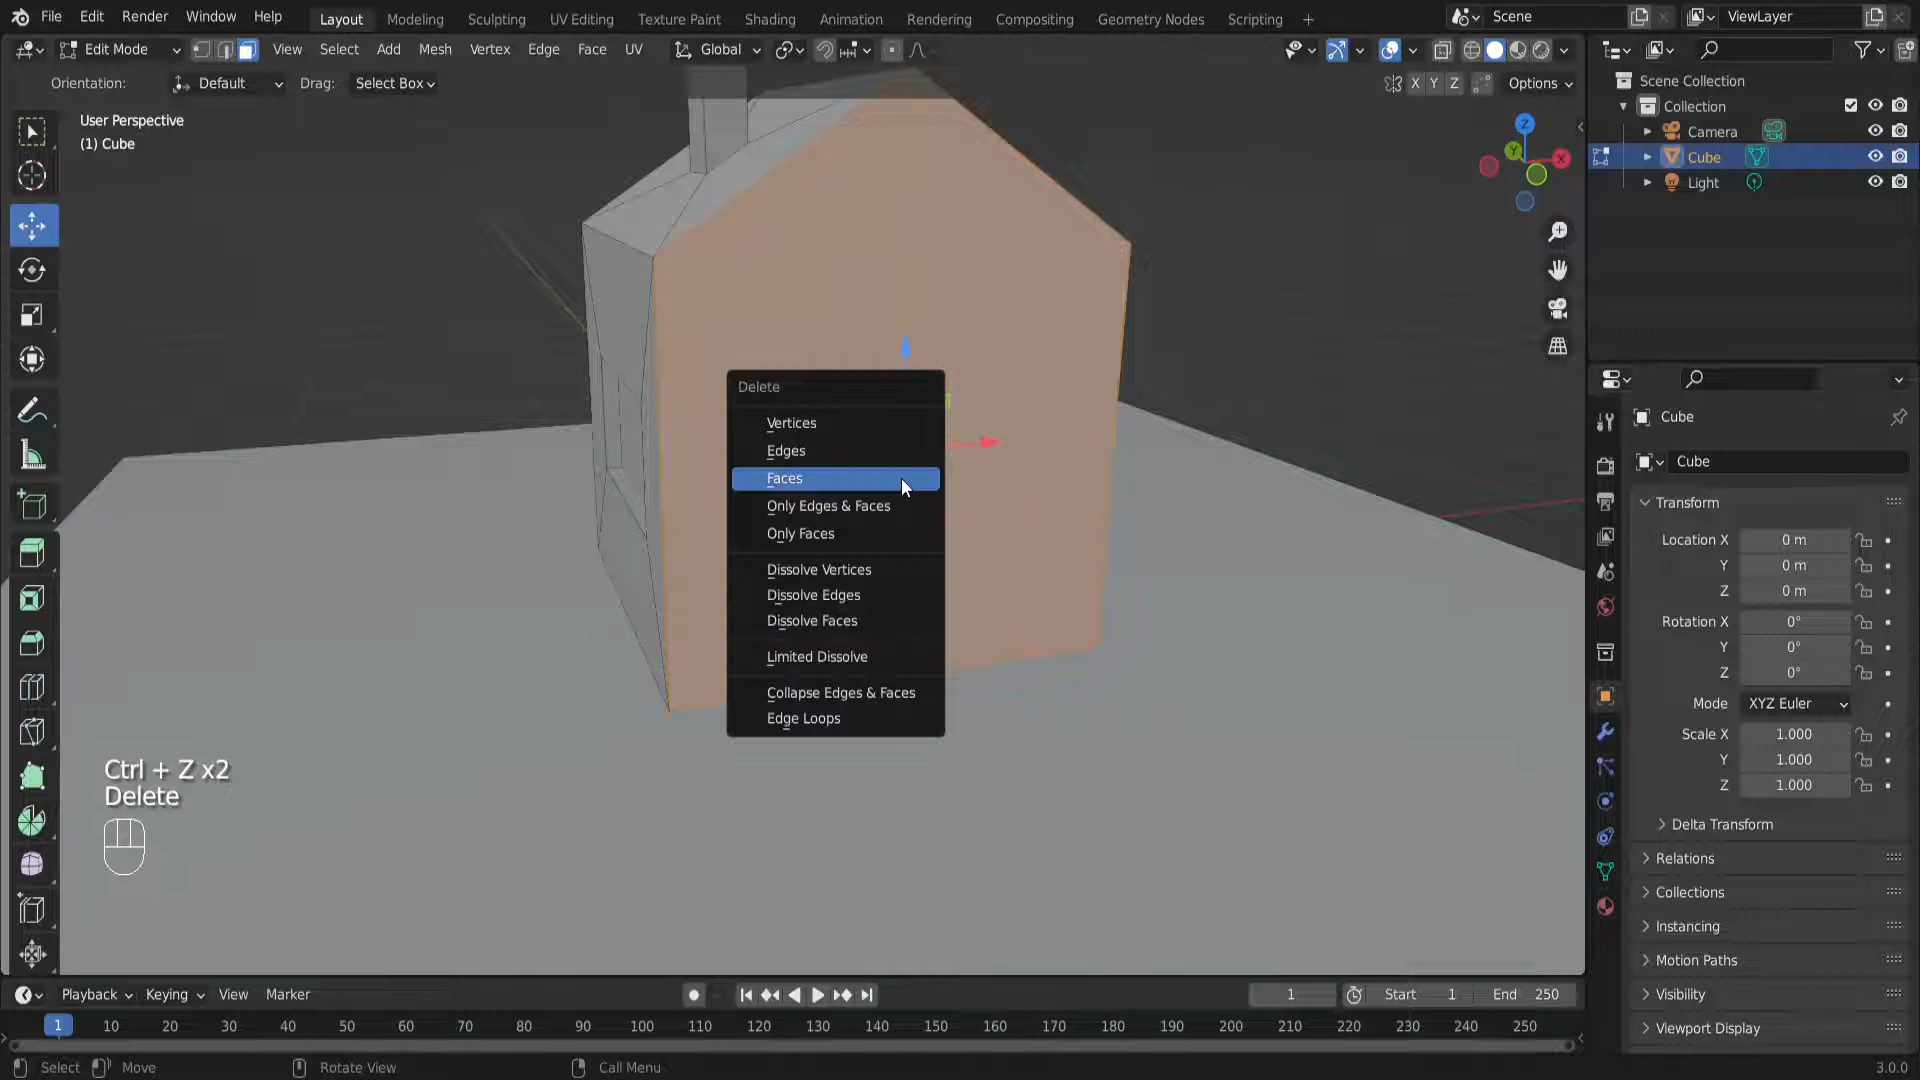 File Edit Render Window Help Layout Modeling Sculpting UV Editing Texture Paint Shading Animation Rendering Compositing Geometry Nodes Scripting + Scene ViewLayer
Edit Mode View Select Add Mesh Vertex Edge Face UV Global
Orientation: Default Drag: Select Box X Y Z Options
User Perspective
(1) Cube
Z
Y
X
Scene Collection
Collection
Camera
Cube
Light
Delete
Vertices
Edges
Faces
Only Edges & Faces
Only Faces
Dissolve Vertices
Dissolve Edges
Dissolve Faces
Limited Dissolve
Collapse Edges & Faces
Edge Loops
Ctrl + Z x2
Delete
Cube
Cube
Transform
Location X 0 m
Y 0 m
Z 0 m
Rotation X 0°
Y 0°
Z 0°
Mode XYZ Euler
Scale X 1.000
Y 1.000
Z 1.000
Delta Transform
Relations
Collections
Instancing
Motion Paths
Visibility
Viewport Display
Playback Keying View Marker 1 Start 1 End 250
1 10 20 30 40 50 60 70 80 90 100 110 120 130 140 150 160 170 180 190 200 210 220 230 240 250
Select Move Rotate View Call Menu 3.0.0